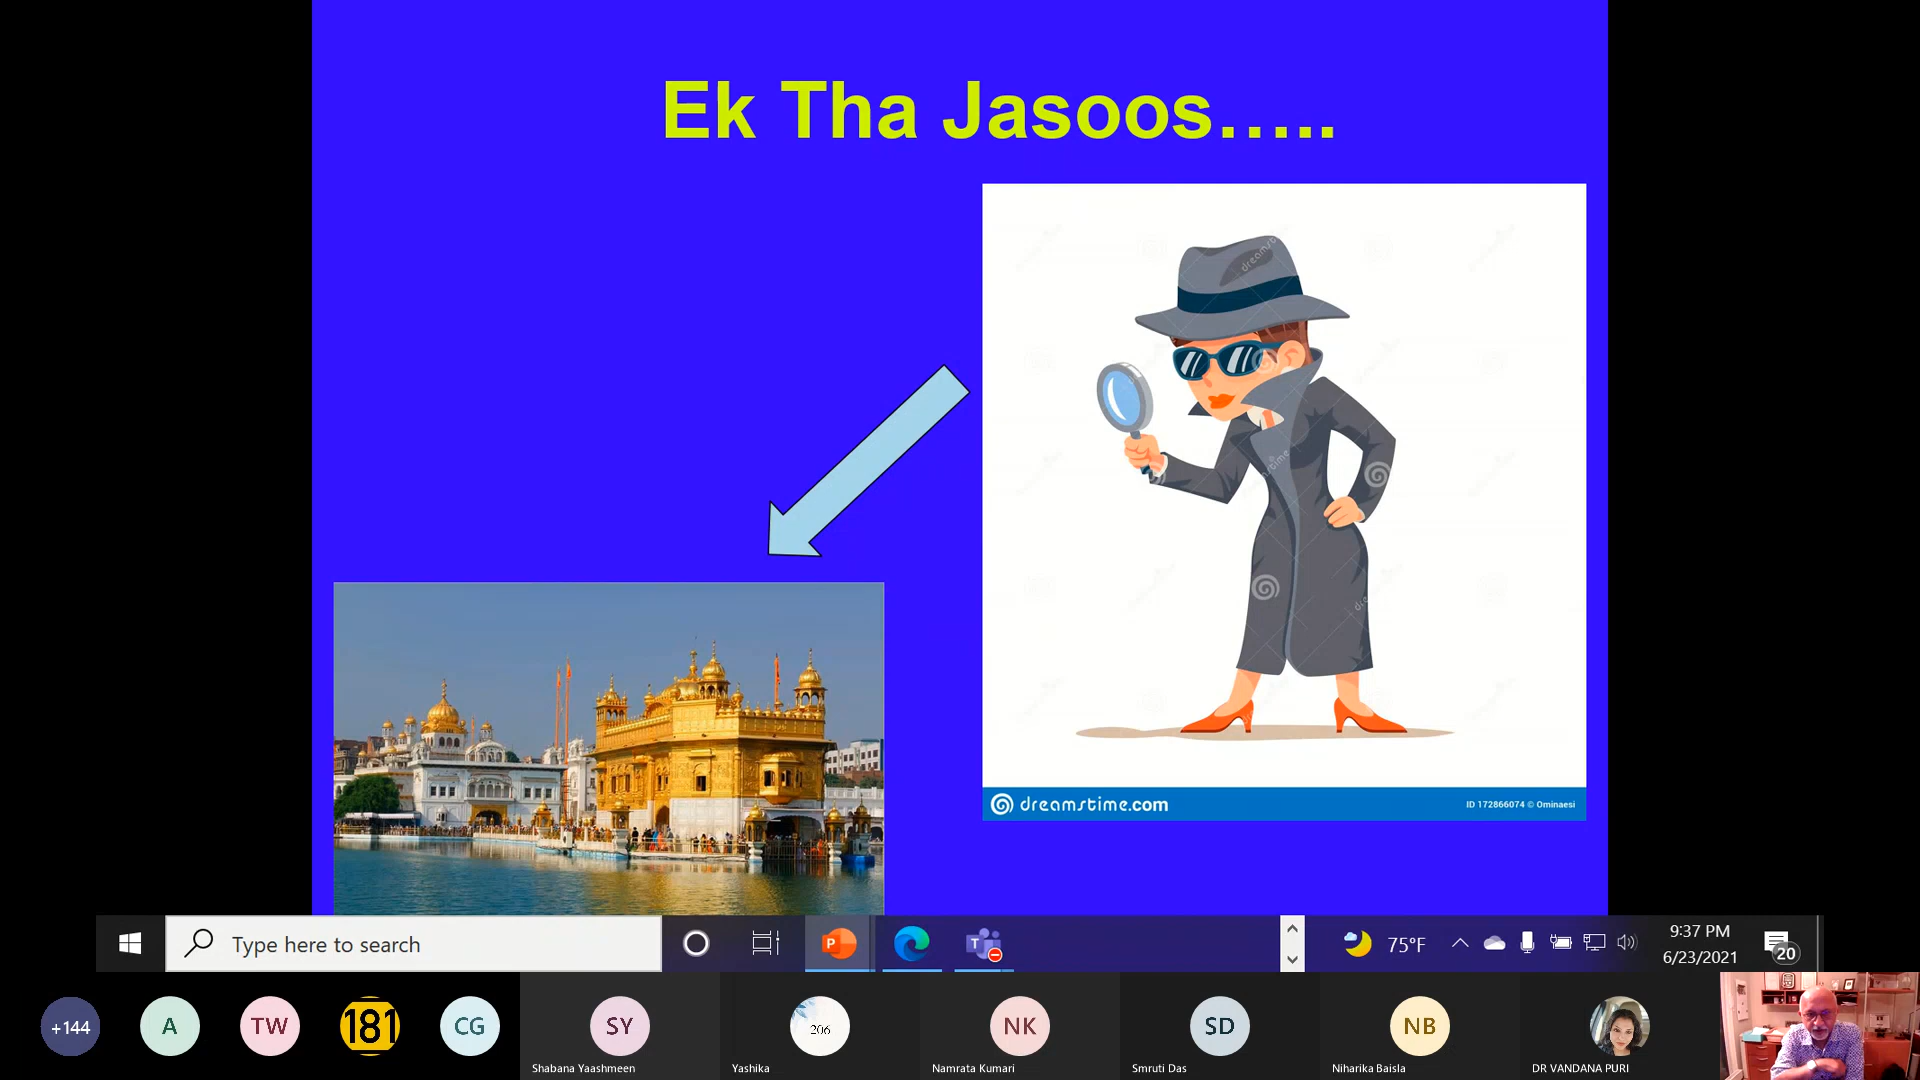 Ek Tha Jasoos.....
dreamstime.com
ID 172866074 © Ominaesi
Type here to search
75°F
9:37 PM
6/23/2021
20
+144
A
TW
181
CG
SY
206
NK
SD
NB
Shabana Yaashmeen
Yashika
Namrata Kumari
Smruti Das
Niharika Baisla
DR VANDANA PURI